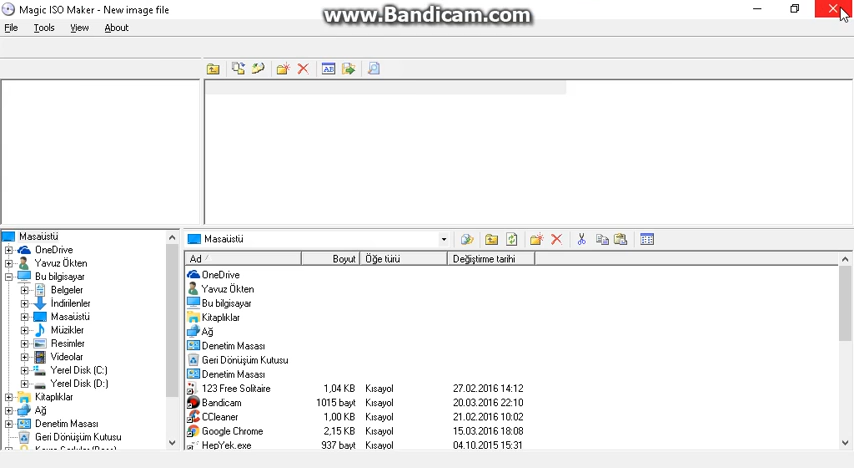 Magic ISO Maker - New image file
www.Bandicam.com
File Tools View About
Masaüstü
OneDrive
Yavuz Ökten
Bu bilgisayar
Belgeler
İndirilenler
Masaüstü
Müzikler
Resimler
Videolar
Yerel Disk (C:)
Yerel Disk (D:)
Kitaplıklar
Ağ
Denetim Masası
Geri Dönüşüm Kutusu
Masaüstü
Ad Boyut Öğe türü Değiştirme tarihi
OneDrive
Yavuz Ökten
Bu bilgisayar
Kitaplıklar
Ağ
Denetim Masası
Geri Dönüşüm Kutusu
Denetim Masası
123 Free Solitaire 1,04 KB Kısayol 27.02.2016 14:12
Bandicam 1015 bayt Kısayol 20.03.2016 22:10
CCleaner 1,00 KB Kısayol 21.02.2016 10:02
Google Chrome 2,15 KB Kısayol 15.03.2016 18:08
HepYek.exe 937 bayt Kısayol 04.10.2015 15:31